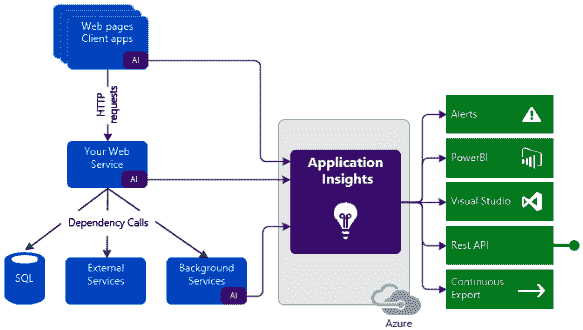 Web pages
Client apps
AI
HTTP
requests
Your Web
Service
AI
Dependency Calls
SQL
External
Services
Background
Services
AI
Application
Insights
Azure
Alerts
PowerBI
Visual Studio
Rest API
Continuous
Export